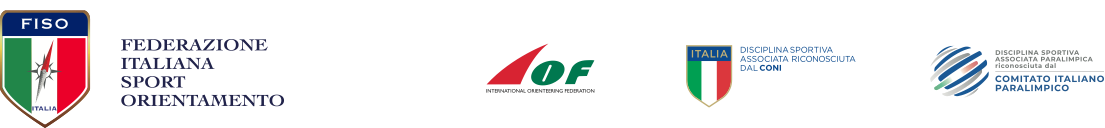 FISO
ITALIA
FEDERAZIONE
ITALIANA
SPORT
ORIENTAMENTO
IOF
INTERNATIONAL ORIENTEERING FEDERATION
ITALIA
DISCIPLINA SPORTIVA
ASSOCIATA RICONOSCIUTA
DAL CONI
DISCIPLINA SPORTIVA
ASSOCIATA PARALIMPICA
riconosciuta dal
COMITATO ITALIANO
PARALIMPICO